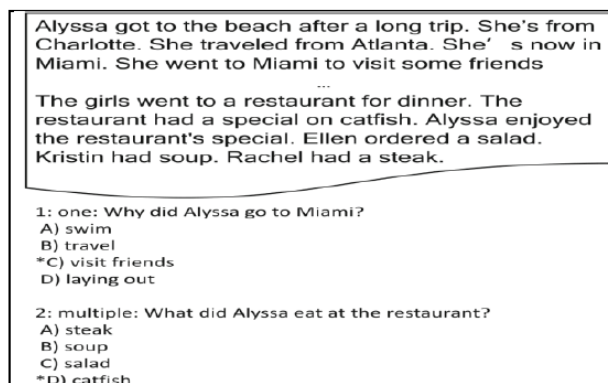 Alyssa got to the beach after a long trip. She's from
Charlotte. She traveled from Atlanta. She′ s now in
Miami. She went to Miami to visit some friends
...
The girls went to a restaurant for dinner. The
restaurant had a special on catfish. Alyssa enjoyed
the restaurant's special. Ellen ordered a salad.
Kristin had soup. Rachel had a steak.
1: one: Why did Alyssa go to Miami?
A) swim
B) travel
*C) visit friends
D) laying out
2: multiple: What did Alyssa eat at the restaurant?
A) steak
B) soup
C) salad
*D) catfish